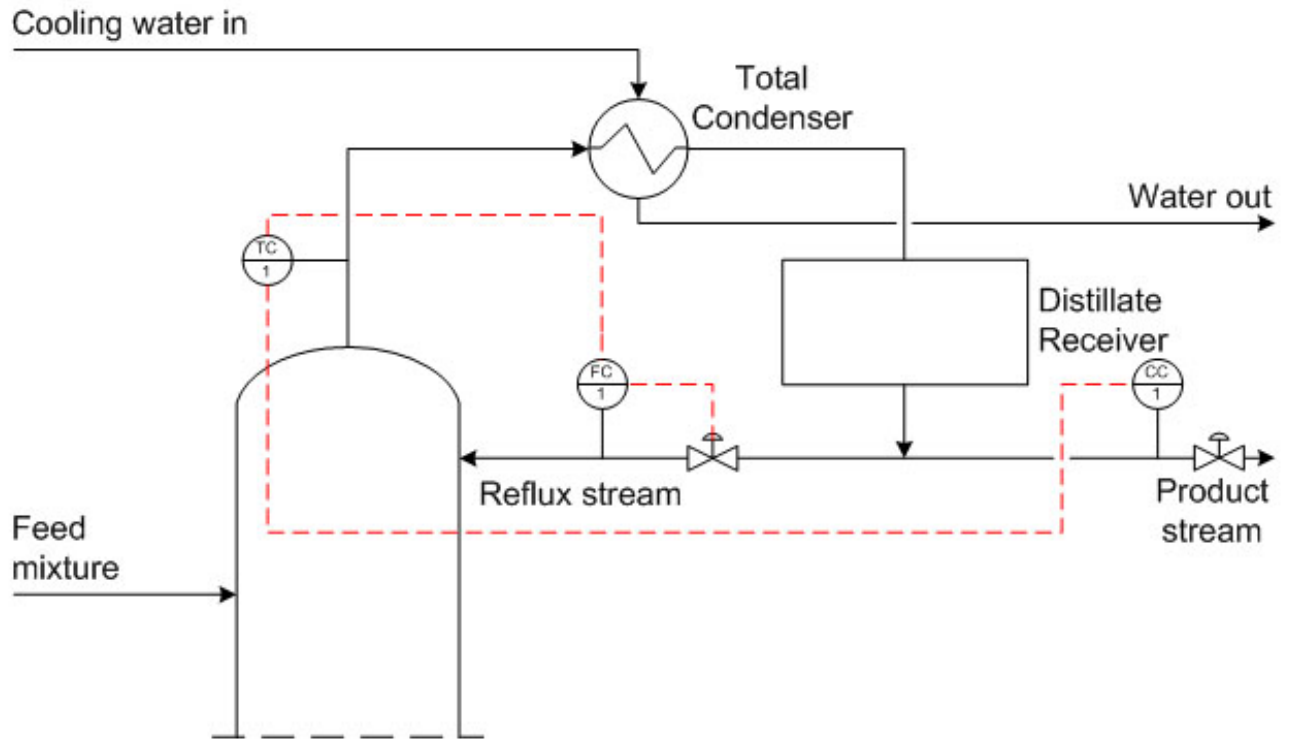 Cooling water in
Total
Condenser
Water out
TC
1
Distillate
Receiver
FC
1
CC
1
Reflux stream
Product
stream
Feed
mixture